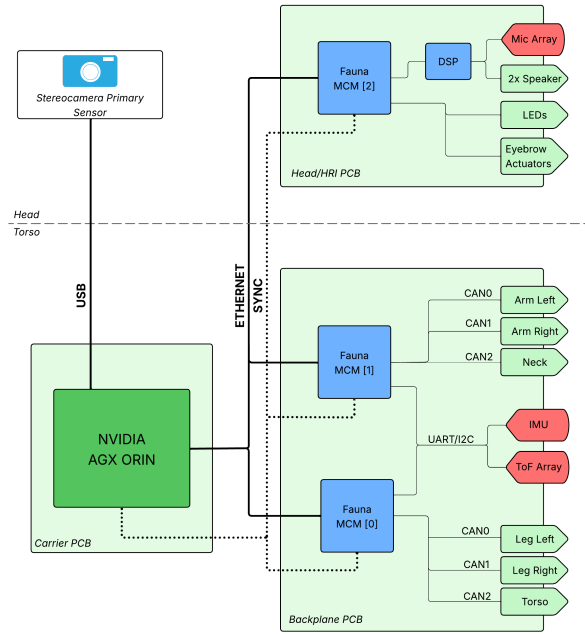 Stereocamera Primary
Sensor
Fauna
MCM [2]
DSP
Mic Array
2x Speaker
LEDs
Eyebrow
Actuators
Head/HRI PCB
Head
Torso
USB
ETHERNET
SYNC
NVIDIA
AGX ORIN
Carrier PCB
Fauna
MCM [1]
CAN0
Arm Left
CAN1
Arm Right
CAN2
Neck
UART/I2C
IMU
ToF Array
Fauna
MCM [0]
CAN0
Leg Left
CAN1
Leg Right
CAN2
Torso
Backplane PCB